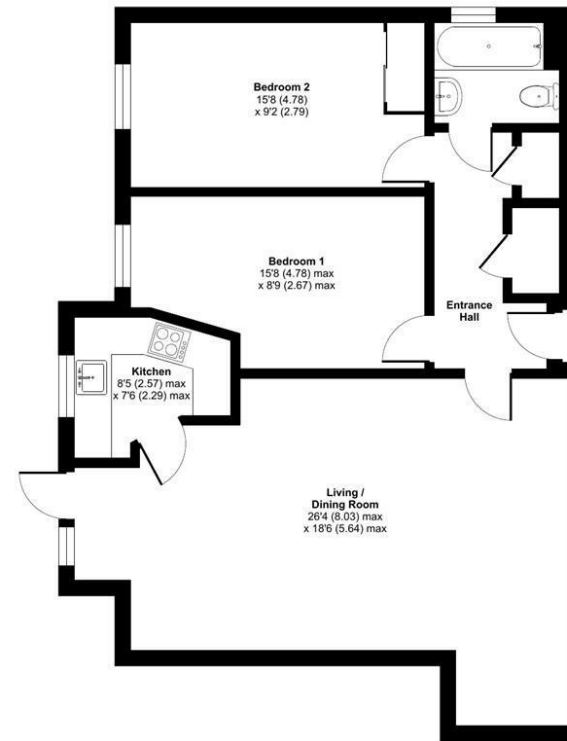 Bedroom 2
15'8 (4.78)
x 9'2 (2.79)
Bedroom 1
15'8 (4.78) max
x 8'9 (2.67) max
Entrance
Hall
Kitchen
8'5 (2.57) max
x 7'6 (2.29) max
Living /
Dining Room
26'4 (8.03) max
x 18'6 (5.64) max